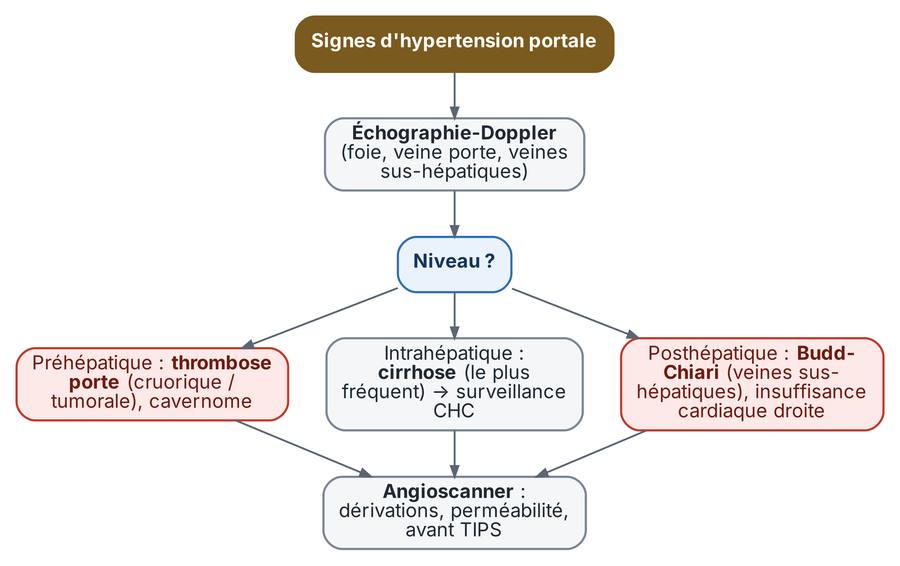 Signes d'hypertension portale
Échographie-Doppler
(foie, veine porte, veines
sus-hépatiques)
Niveau ?
Préhépatique : thrombose
porte (cruorique /
tumorale), cavernome
Intrahépatique :
cirrhose (le plus
fréquent) → surveillance
CHC
Posthépatique : Budd-
Chiari (veines sus-
hépatiques), insuffisance
cardiaque droite
Angioscanner :
dérivations, perméabilité,
avant TIPS